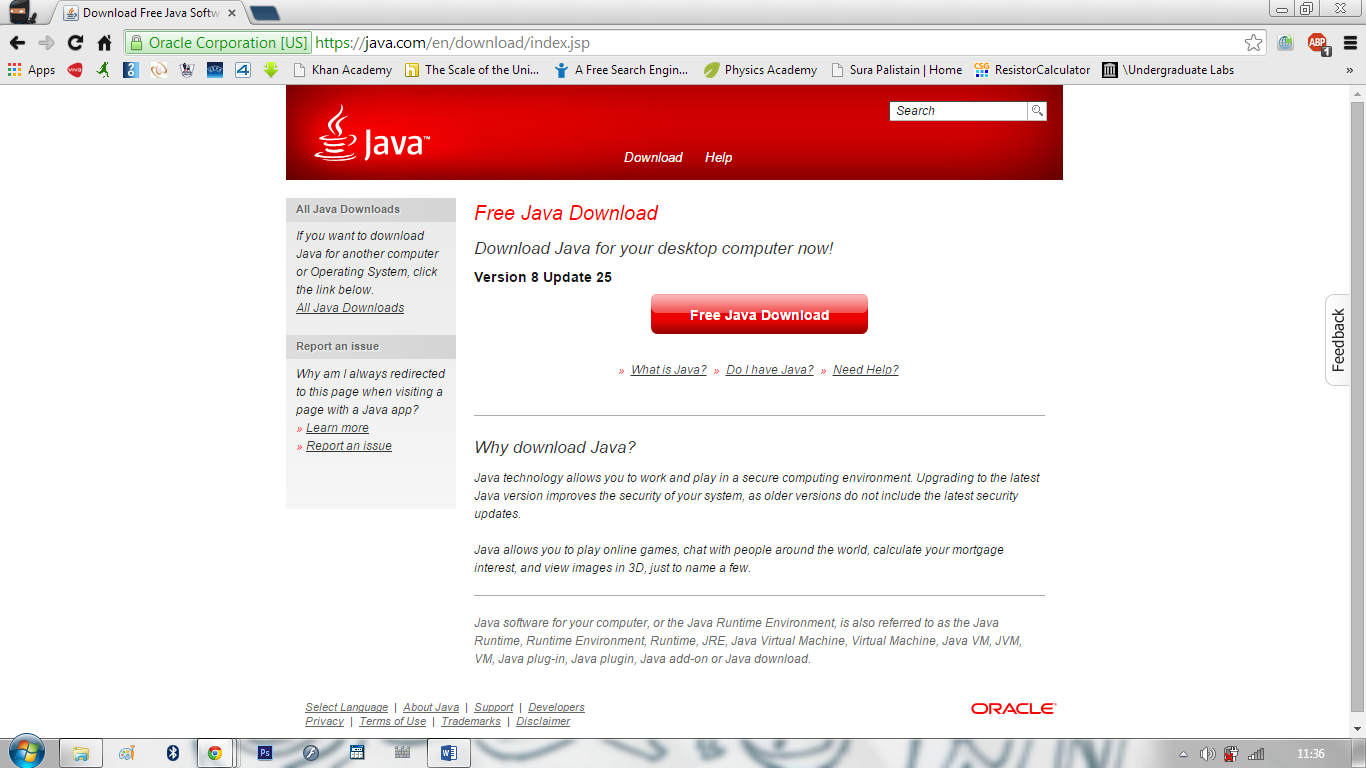 Download Free Java Softw
Oracle Corporation [US] https://java.com/en/download/index.jsp
ABP 1
Apps viva Khan Academy The Scale of the Uni... A Free Search Engin... Physics Academy Sura Palistain | Home CSG ResistorCalculator \Undergraduate Labs »
Java™
Search
Download Help
All Java Downloads
If you want to download
Java for another computer
or Operating System, click
the link below.
All Java Downloads
Report an issue
Why am I always redirected
to this page when visiting a
page with a Java app?
» Learn more
» Report an issue
Free Java Download
Download Java for your desktop computer now!
Version 8 Update 25
Free Java Download
» What is Java? » Do I have Java? » Need Help?
Why download Java?
Java technology allows you to work and play in a secure computing environment. Upgrading to the latest
Java version improves the security of your system, as older versions do not include the latest security
updates.
Java allows you to play online games, chat with people around the world, calculate your mortgage
interest, and view images in 3D, just to name a few.
Java software for your computer, or the Java Runtime Environment, is also referred to as the Java
Runtime, Runtime Environment, Runtime, JRE, Java Virtual Machine, Virtual Machine, Java VM, JVM,
VM, Java plug-in, Java plugin, Java add-on or Java download.
Feedback
Select Language | About Java | Support | Developers
Privacy | Terms of Use | Trademarks | Disclaimer
ORACLE
Ps
W
11:36